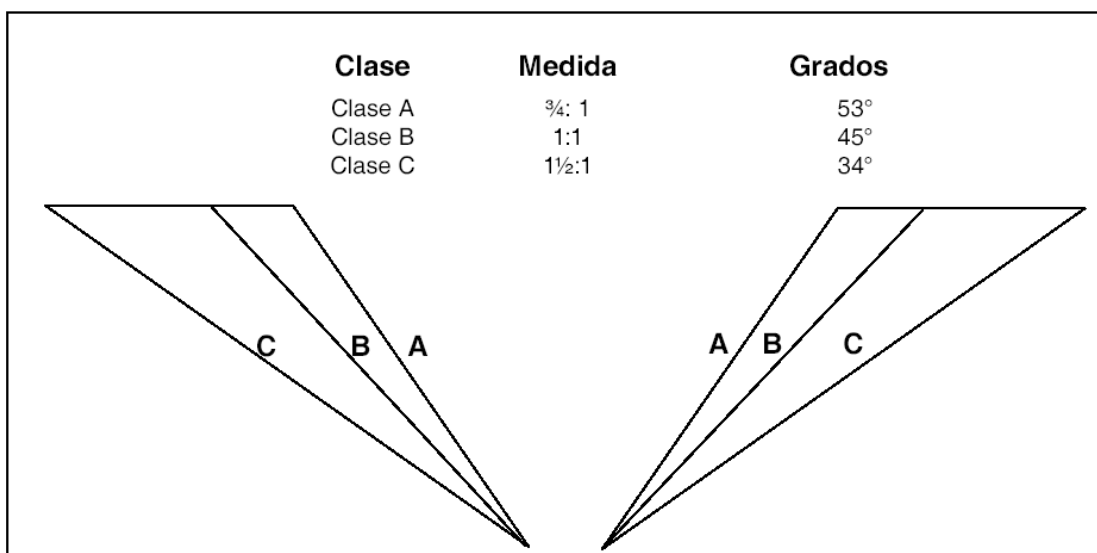 Clase Medida Grados
Clase A ¾: 1 53°
Clase B 1:1 45°
Clase C 1½:1 34°
C B A A B C